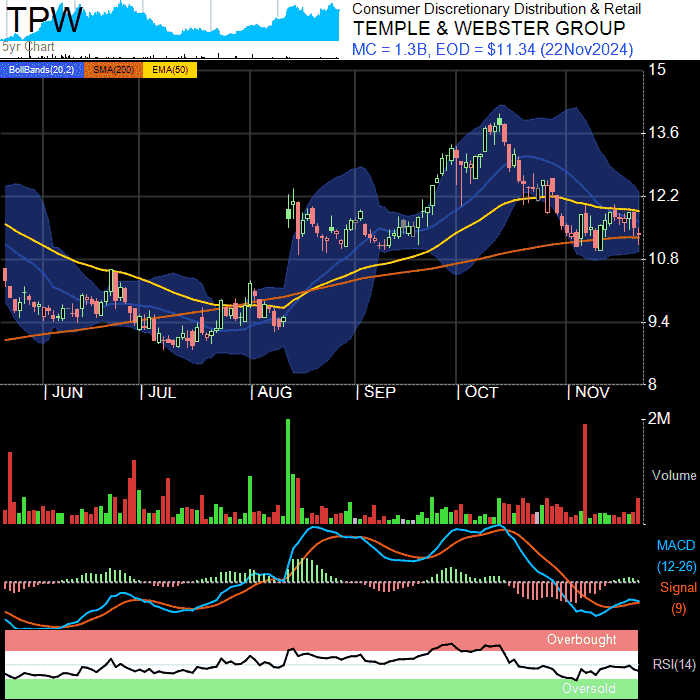 TPW
5yr Chart
Consumer Discretionary Distribution & Retail
TEMPLE & WEBSTER GROUP
MC = 1.3B, EOD = $11.34 (22Nov2024)
BollBands(20,2) SMA(200) EMA(50)
15
13.6
12.2
10.8
9.4
8
JUN JUL AUG SEP OCT NOV
2M
Volume
MACD
(12-26)
Signal
(9)
Overbought
RSI(14)
Oversold